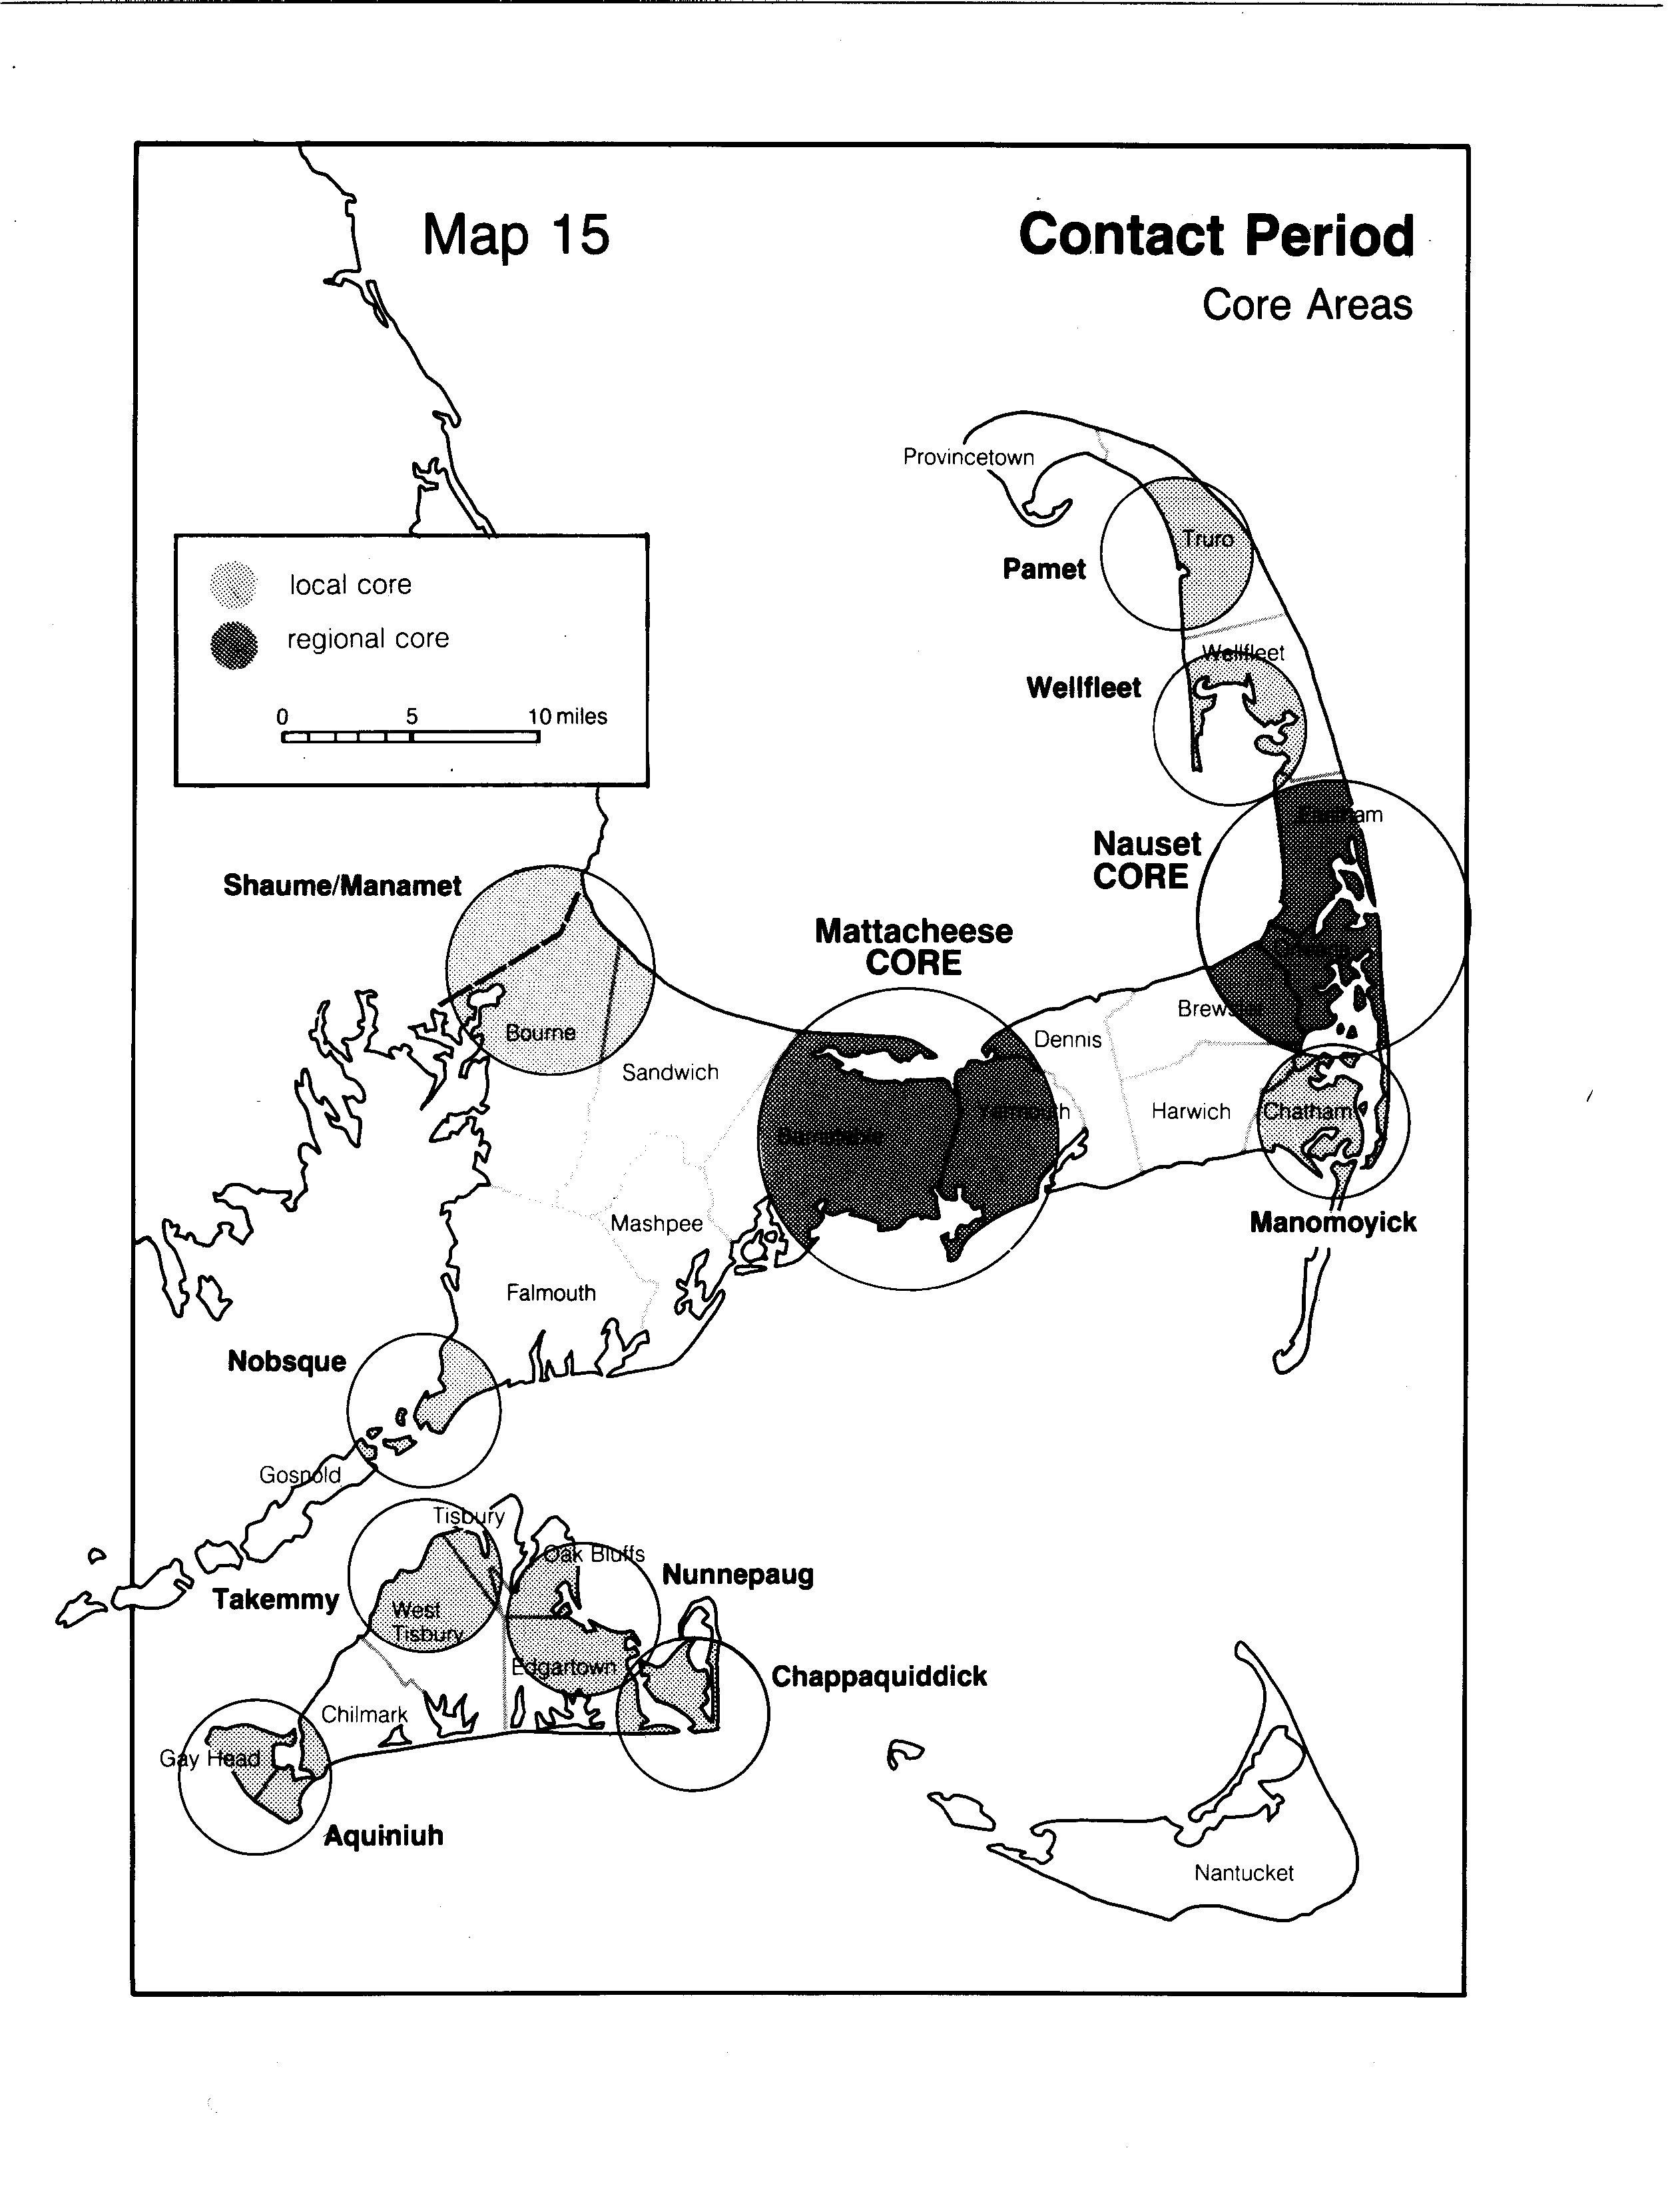 Map 15
Contact Period
Core Areas
Provincetown
Truro
Pamet
local core
regional core
Wellfleet
Wellfleet
0 5 10 miles
Eastham
Nauset
CORE
Shaume/Manamet
Mattacheese
CORE
Orleans
Brewster
Bourne
Dennis
Sandwich
Yarmouth
Harwich
Chatham
Barnstable
Mashpee
Manomoyick
Falmouth
Nobsque
Gosnold
Tisbury
Oak Bluffs
Nunnepaug
Takemmy
West
Tisbury
Edgartown
Chappaquiddick
Chilmark
Gay Head
Aquiniuh
Nantucket